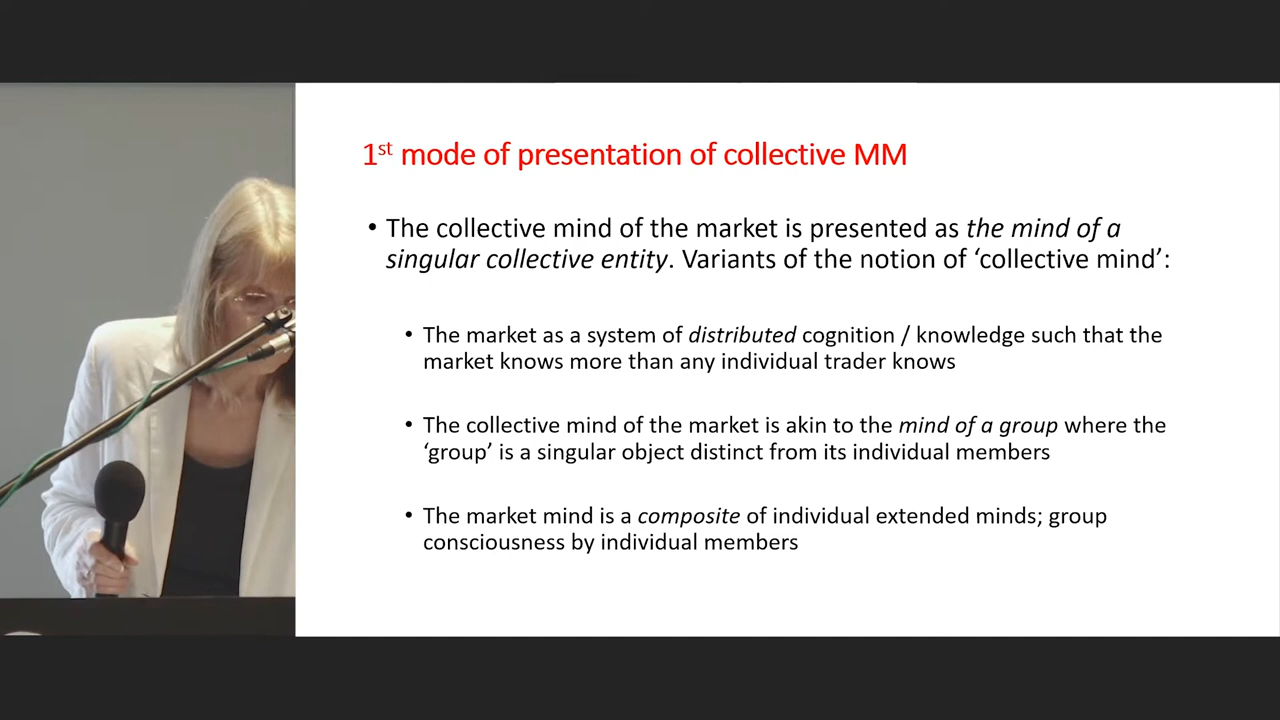 1st mode of presentation of collective MM
• The collective mind of the market is presented as the mind of a
singular collective entity. Variants of the notion of ‘collective mind’:
• The market as a system of distributed cognition / knowledge such that the
market knows more than any individual trader knows
• The collective mind of the market is akin to the mind of a group where the
‘group’ is a singular object distinct from its individual members
• The market mind is a composite of individual extended minds; group
consciousness by individual members